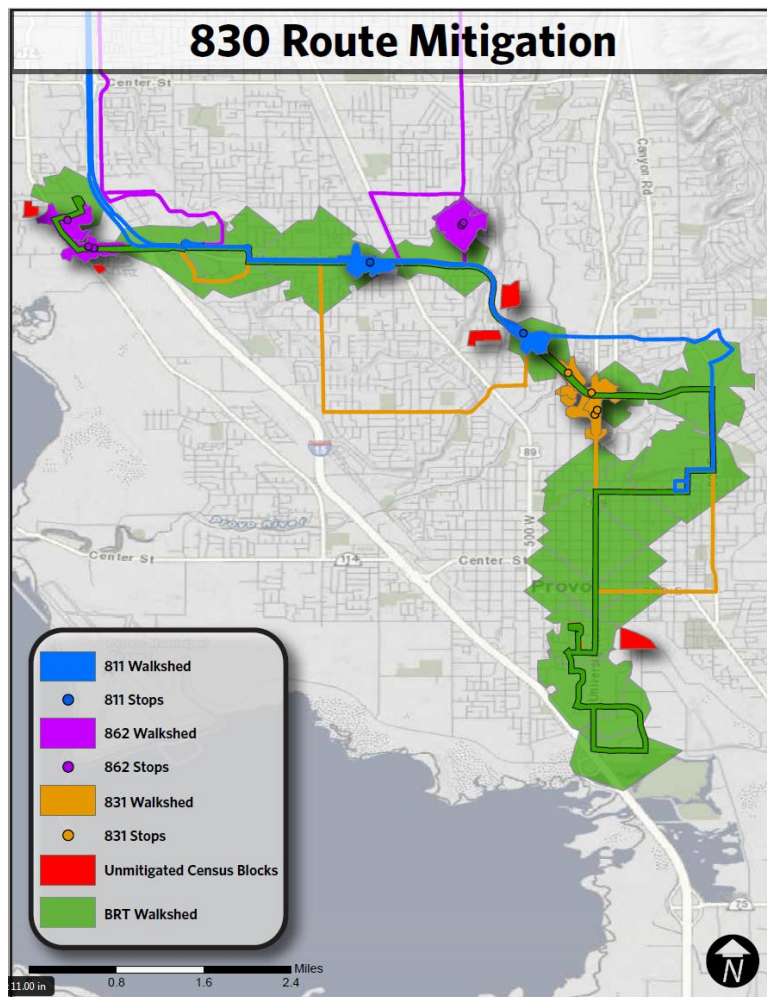 830 Route Mitigation
114
Center St
Canyon Rd
15
89
Provo River
500 W
Center St
114
Center St
Provo
Universi
75
811 Walkshed
811 Stops
862 Walkshed
862 Stops
831 Walkshed
831 Stops
Unmitigated Census Blocks
BRT Walkshed
Miles
0.8
1.6
2.4
11.00 in
N